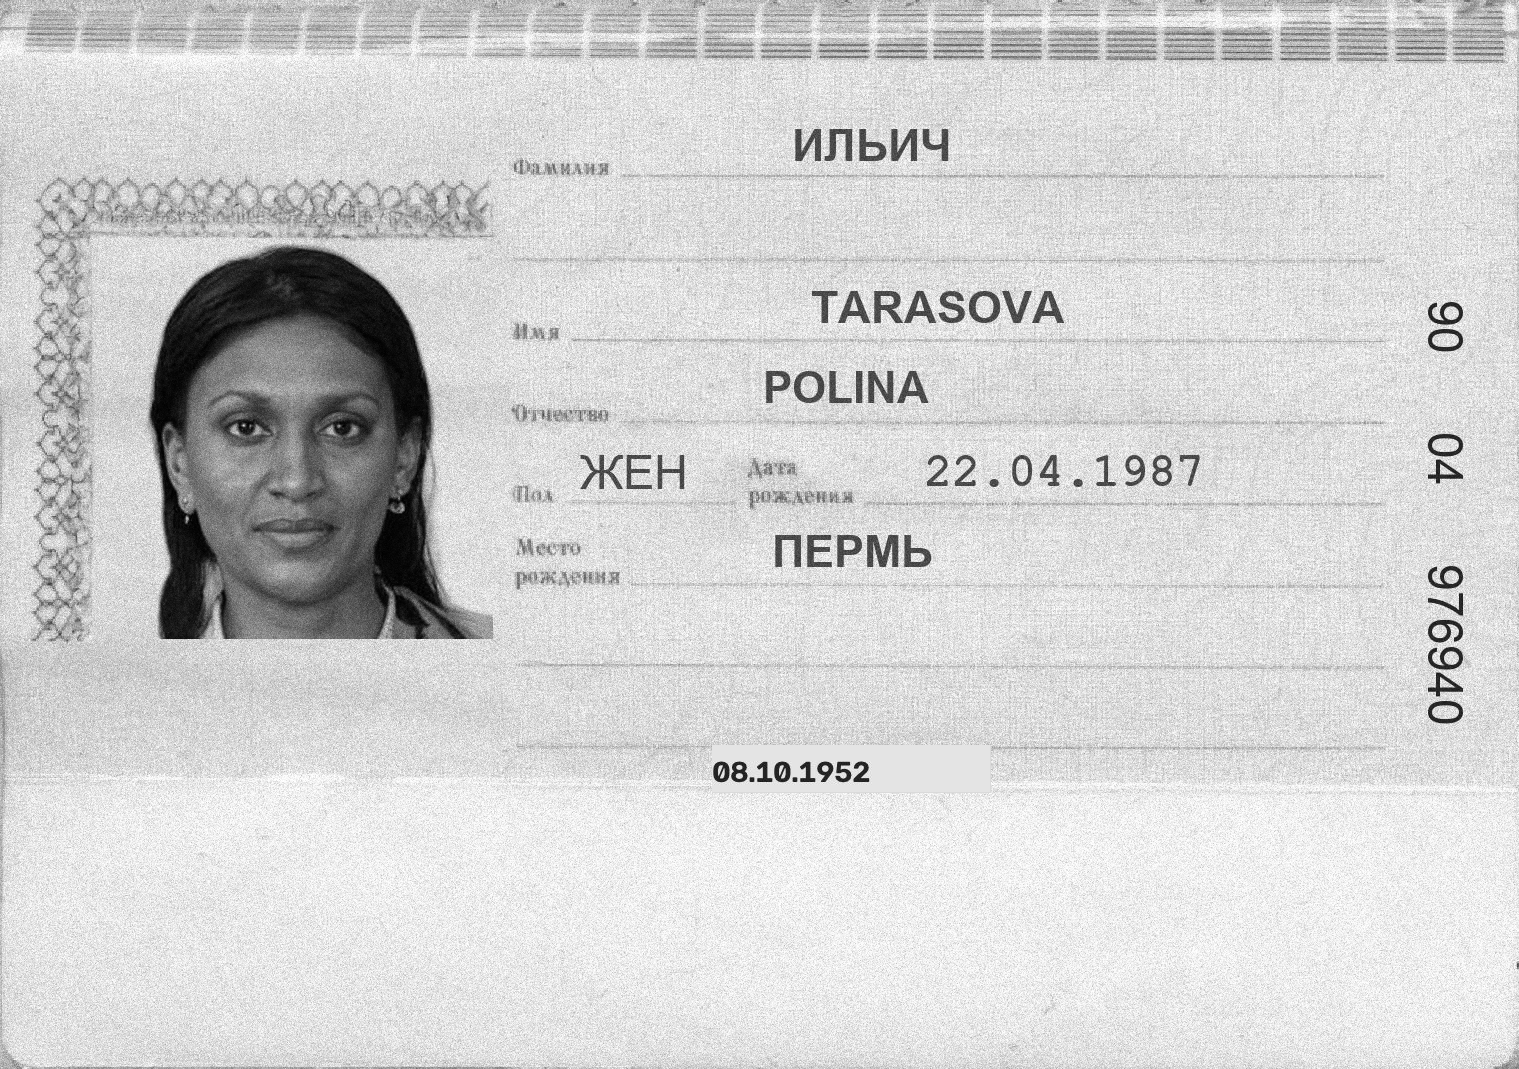 Фамилия ИЛЬИЧ
Имя TARASOVA
Отчество POLINA
Пол ЖЕН Дата рождения 22.04.1987
Место рождения ПЕРМЬ
08.10.1952
90 04 976940